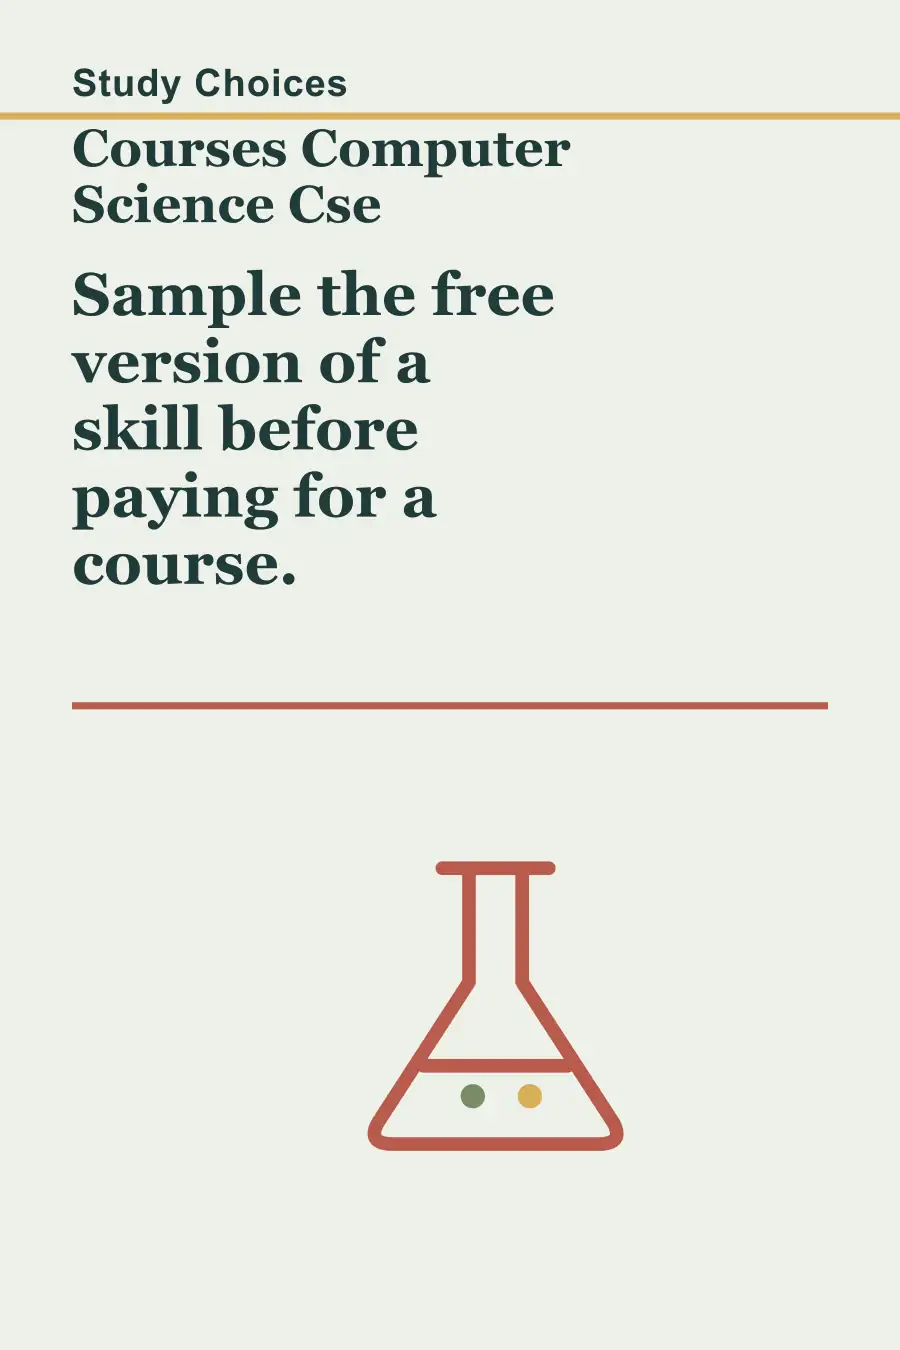 Study Choices
Courses Computer
Science Cse
Sample the free
version of a
skill before
paying for a
course.